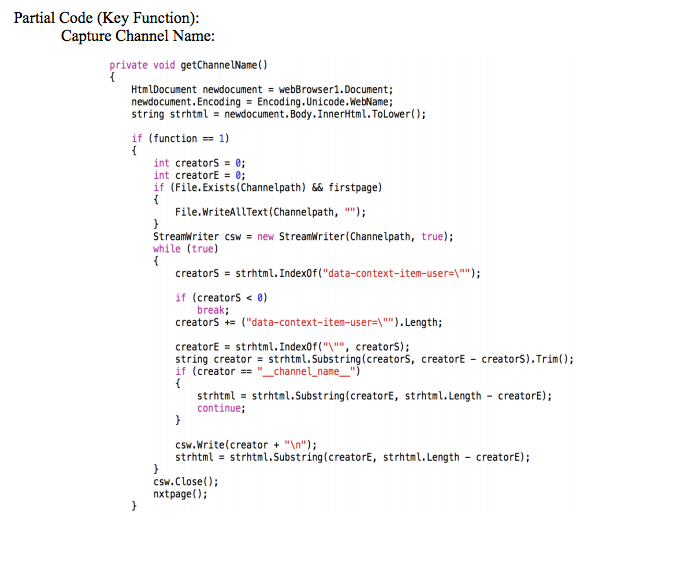 Partial Code (Key Function):
Capture Channel Name:
private void getChannelName()
{
HtmlDocument newdocument = webBrowser1.Document;
newdocument.Encoding = Encoding.Unicode.WebName;
string strhtml = newdocument.Body.InnerHtml.ToLower();
if (function == 1)
{
int creatorS = 0;
int creatorE = 0;
if (File.Exists(Channelpath) && firstpage)
{
File.WriteAllText(Channelpath, "");
}
StreamWriter csw = new StreamWriter(Channelpath, true);
while (true)
{
creatorS = strhtml.IndexOf("data-context-item-user=\"");
if (creatorS < 0)
break;
creatorS += ("data-context-item-user=\"").Length;
creatorE = strhtml.IndexOf("\"", creatorS);
string creator = strhtml.Substring(creatorS, creatorE - creatorS).Trim();
if (creator == "__channel_name__")
{
strhtml = strhtml.Substring(creatorE, strhtml.Length - creatorE);
continue;
}
csw.Write(creator + "\n");
strhtml = strhtml.Substring(creatorE, strhtml.Length - creatorE);
}
csw.Close();
nxtpage();
}